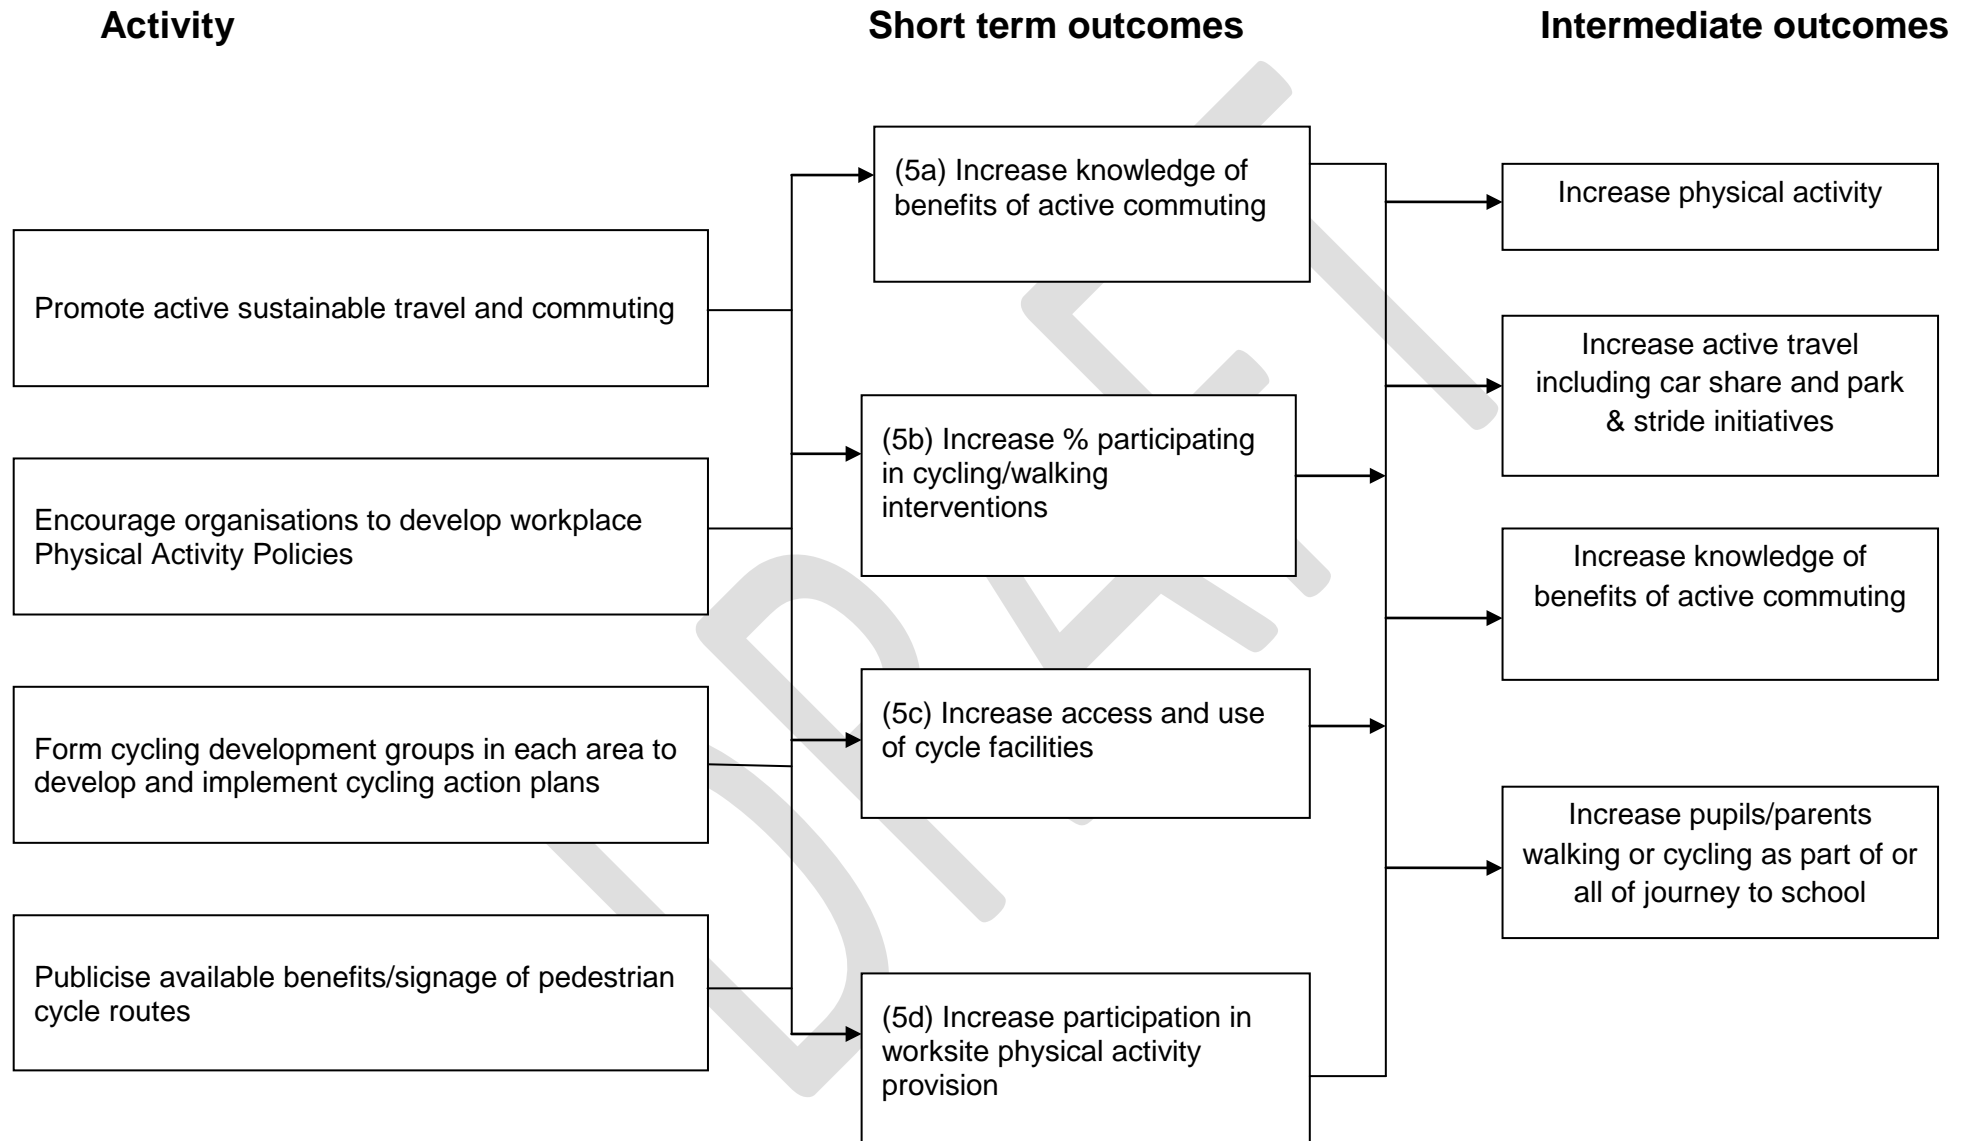 Activity
Short term outcomes
Intermediate outcomes
Promote active sustainable travel and commuting
Encourage organisations to develop workplace
Physical Activity Policies
Form cycling development groups in each area to
develop and implement cycling action plans
Publicise available benefits/signage of pedestrian
cycle routes
(5a) Increase knowledge of
benefits of active commuting
(5b) Increase % participating
in cycling/walking
interventions
(5c) Increase access and use
of cycle facilities
(5d) Increase participation in
worksite physical activity
provision
Increase physical activity
Increase active travel
including car share and park
& stride initiatives
Increase knowledge of
benefits of active commuting
Increase pupils/parents
walking or cycling as part of or
all of journey to school
DRAFT